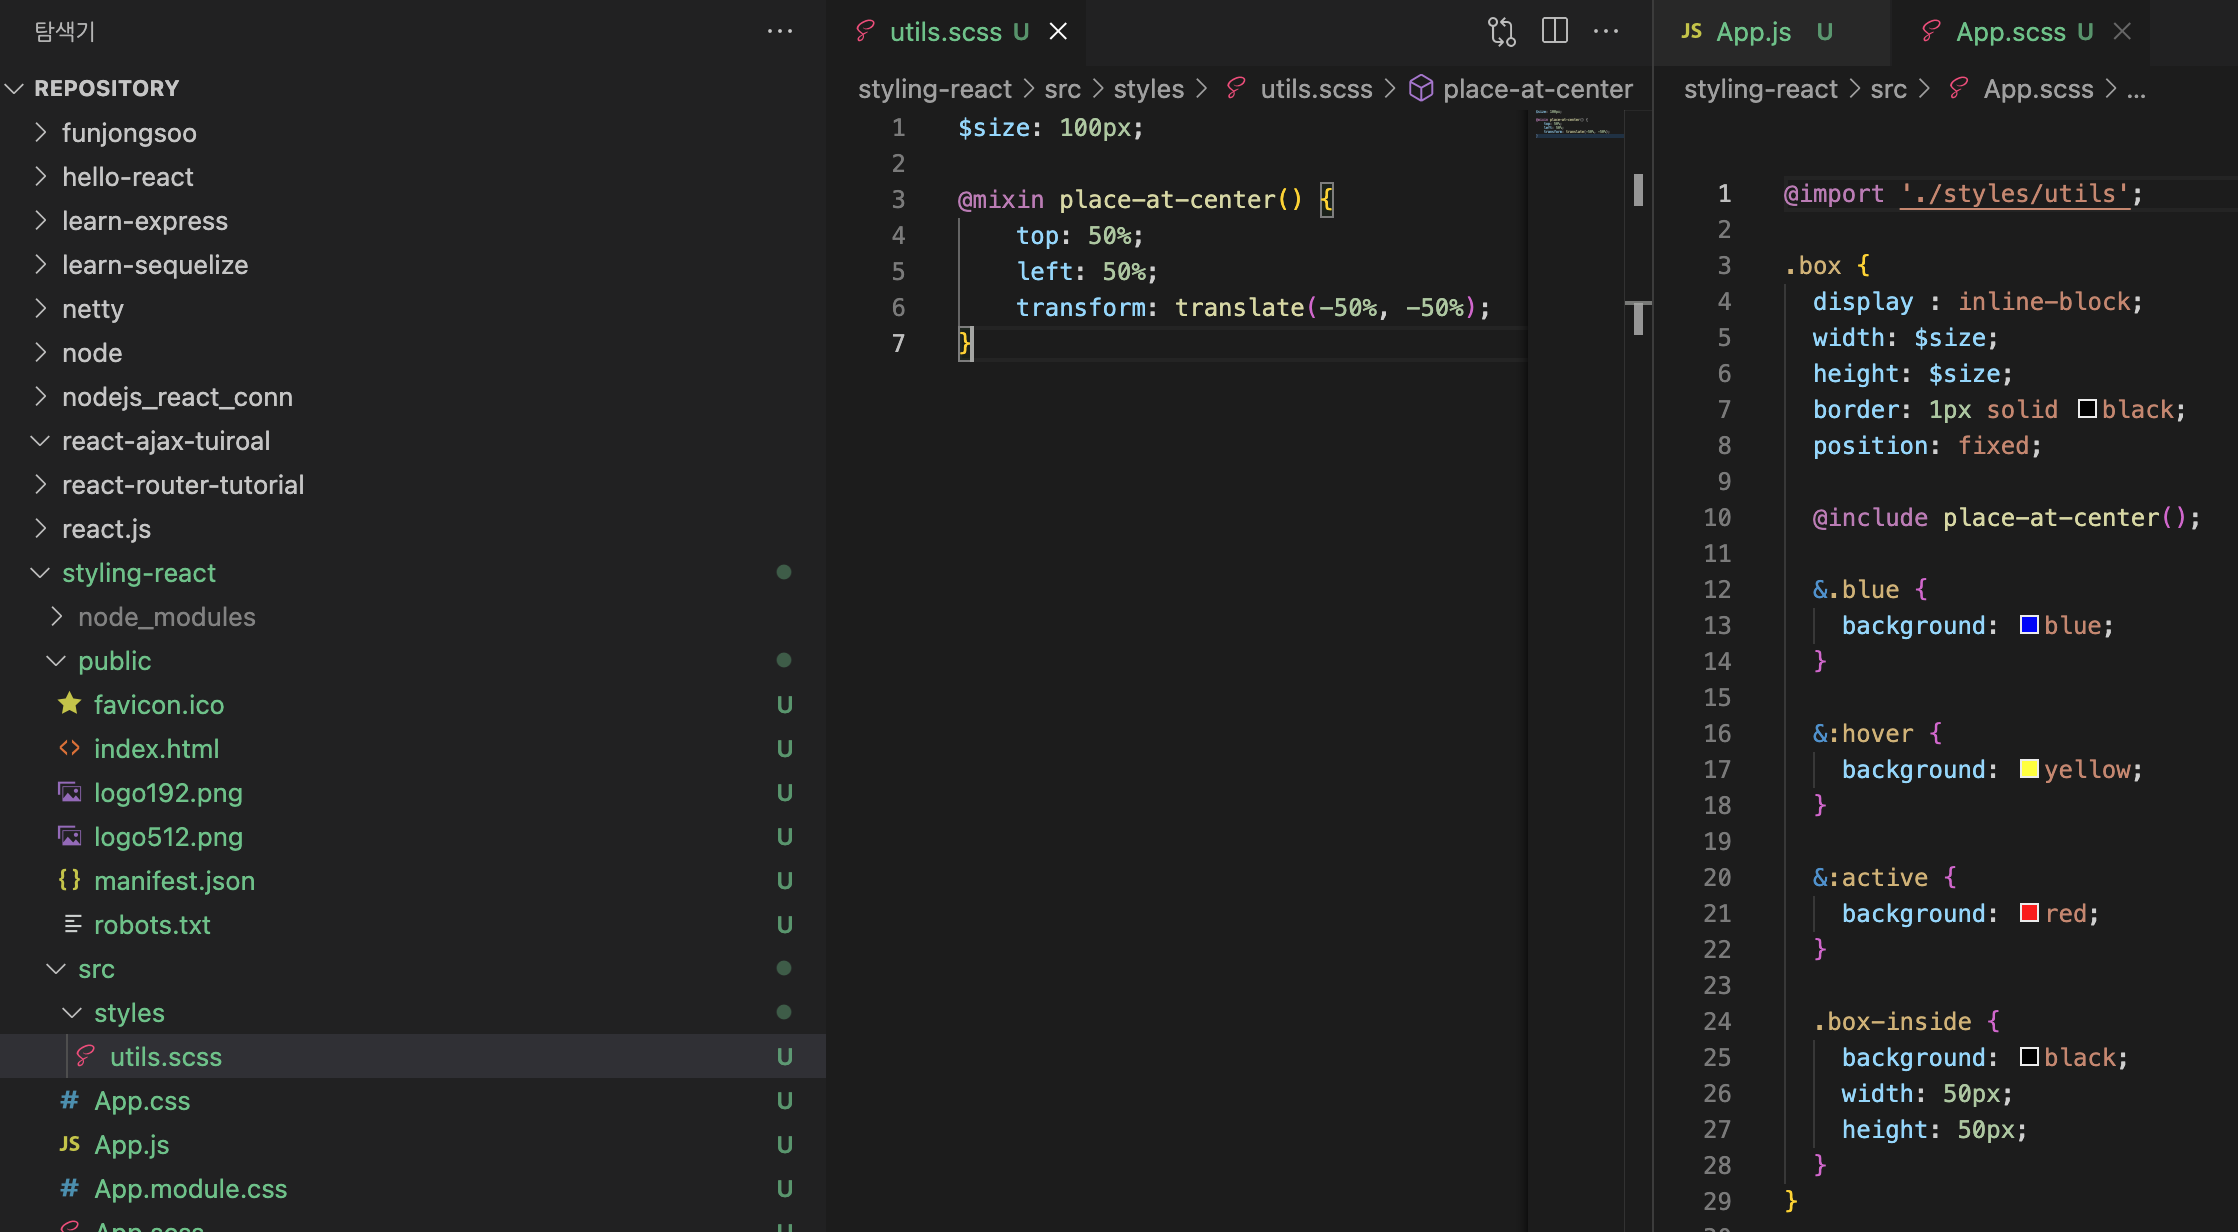 탐색기
REPOSITORY
funjongsoo
hello-react
learn-express
learn-sequelize
netty
node
nodejs_react_conn
react-ajax-tuiroal
react-router-tutorial
react.js
styling-react
node_modules
public
favicon.ico U
index.html U
logo192.png U
logo512.png U
manifest.json U
robots.txt U
src
styles
utils.scss U
App.css U
JS App.js U
App.module.css U
App.scss U
utils.scss U
styling-react > src > styles > utils.scss > place-at-center
1 $size: 100px;
2
3 @mixin place-at-center() {
4 top: 50%;
5 left: 50%;
6 transform: translate(-50%, -50%);
7 }
JS App.js U
App.scss U
styling-react > src > App.scss > ...
1 @import './styles/utils';
2
3 .box {
4 display : inline-block;
5 width: $size;
6 height: $size;
7 border: 1px solid black;
8 position: fixed;
9
10 @include place-at-center();
11
12 &.blue {
13 background: blue;
14 }
15
16 &:hover {
17 background: yellow;
18 }
19
20 &:active {
21 background: red;
22 }
23
24 .box-inside {
25 background: black;
26 width: 50px;
27 height: 50px;
28 }
29 }